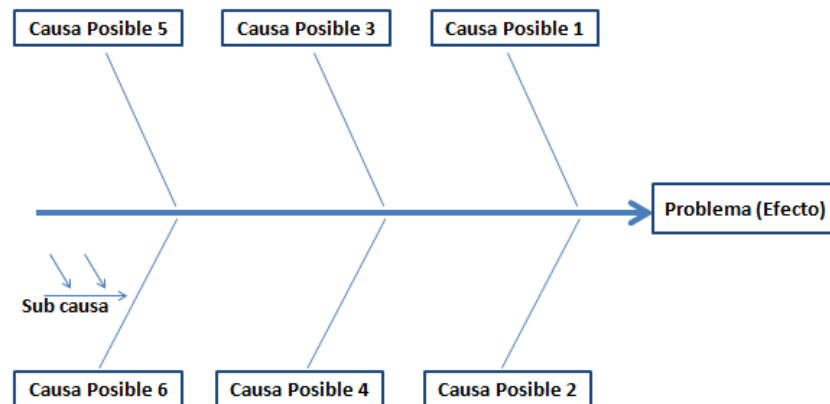 Causa Posible 5
Causa Posible 3
Causa Posible 1
Problema (Efecto)
Sub causa
Causa Posible 6
Causa Posible 4
Causa Posible 2